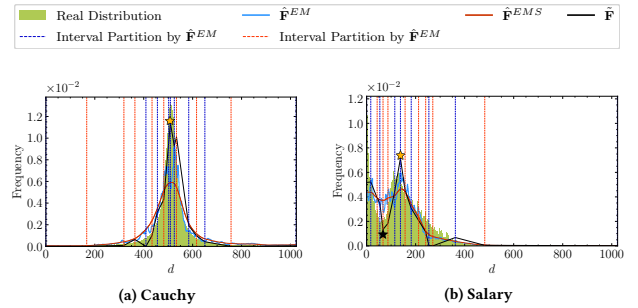 Real Distribution F̂^EM F̂^EMS F̃
Interval Partition by F̂^EM Interval Partition by F̂^EM
×10⁻² ×10⁻²
1.2 1.2
1.0 1.0
0.8 0.8
0.6 0.6
0.4 0.4
0.2 0.2
0.0 0.0
Frequency Frequency
0 200 400 600 800 1000 0 200 400 600 800 1000
d d
(a) Cauchy (b) Salary